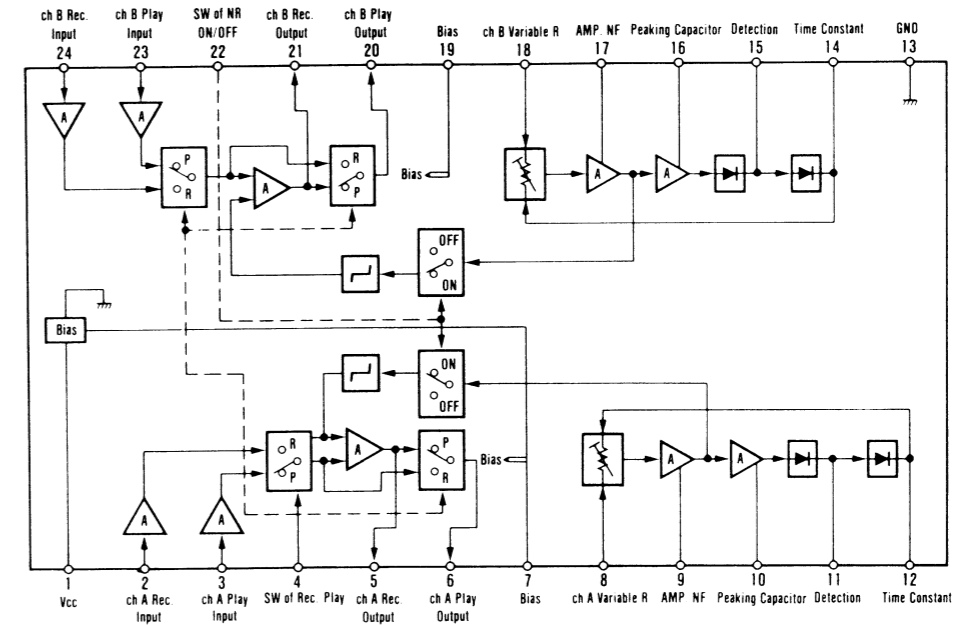 ch B Rec. Input
ch B Play Input
SW of NR ON/OFF
ch B Rec. Output
ch B Play Output
Bias
ch B Variable R
AMP. NF
Peaking Capacitor
Detection
Time Constant
GND
24
23
22
21
20
19
18
17
16
15
14
13
A
A
P
R
A
R
P
Bias
A
A
OFF
ON
Bias
ON
OFF
R
P
A
P
R
Bias
A
A
A
A
1
2
3
4
5
6
7
8
9
10
11
12
Vcc
ch A Rec. Input
ch A Play Input
SW of Rec. Play
ch A Rec. Output
ch A Play Output
Bias
ch A Variable R
AMP NF
Peaking Capacitor
Detection
Time Constant